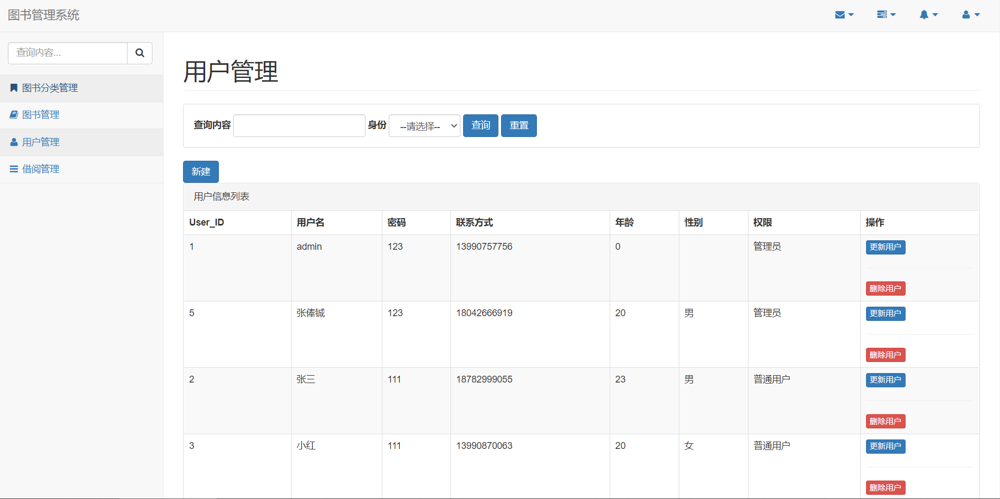 图书管理系统
查询内容...
图书分类管理
图书管理
用户管理
借阅管理
用户管理
查询内容 身份 --请选择-- 查询 重置
新建
用户信息列表
User_ID 用户名 密码 联系方式 年龄 性别 权限 操作
1 admin 123 13990757756 0 管理员 更新用户
删除用户
5 张俸铖 123 18042666919 20 男 管理员 更新用户
删除用户
2 张三 111 18782999055 23 男 普通用户 更新用户
删除用户
3 小红 111 13990870063 20 女 普通用户 更新用户
删除用户